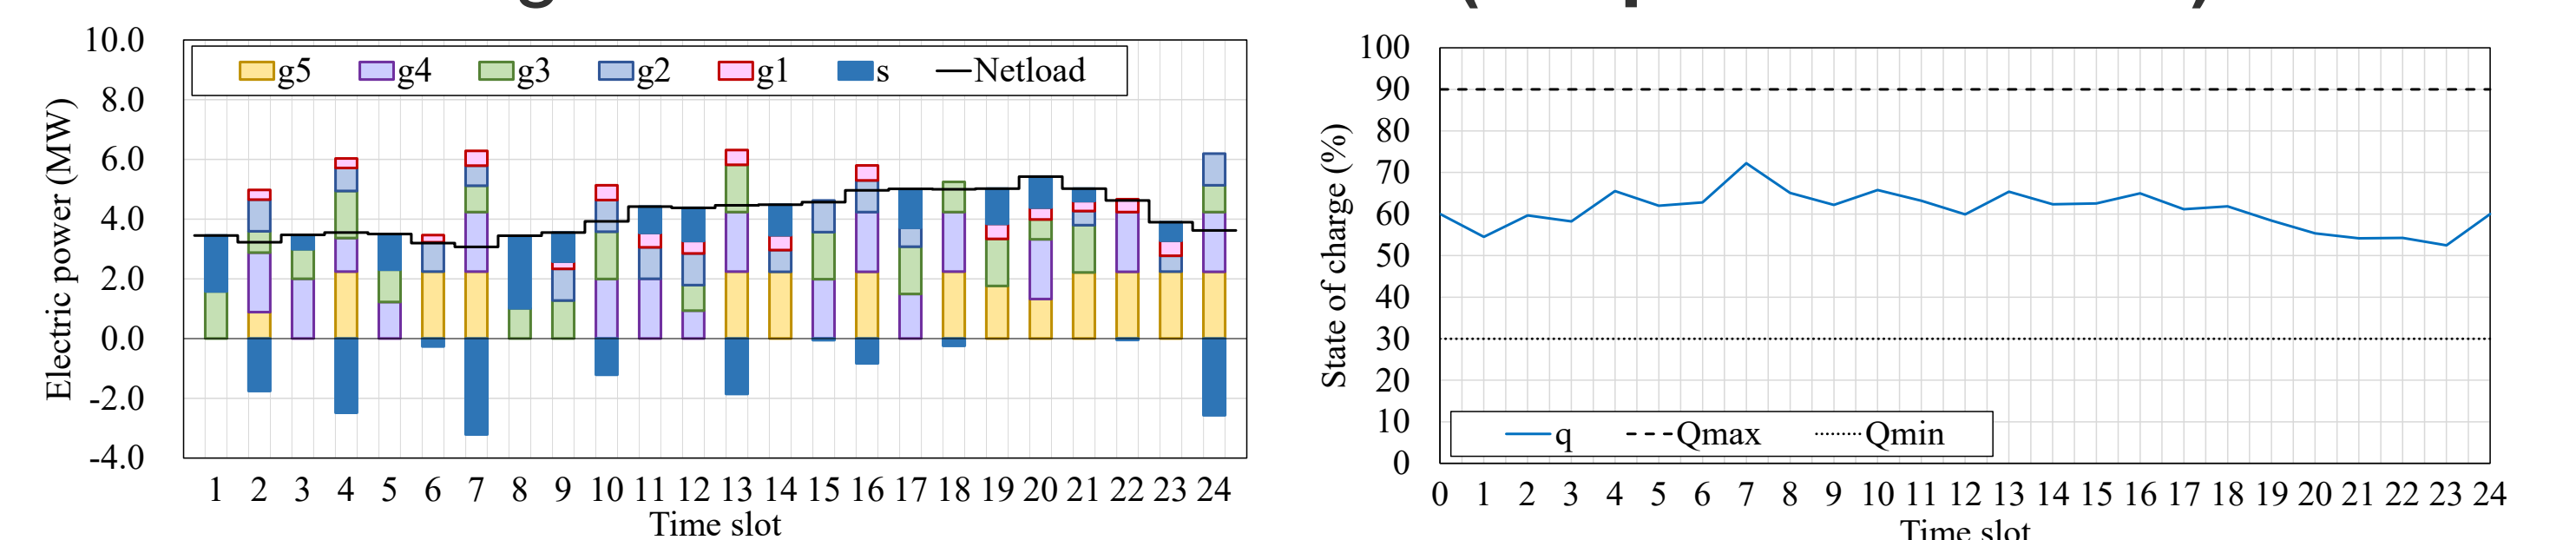 10.0
8.0
6.0
4.0
2.0
0.0
-2.0
-4.0
Electric power (MW)
g5 g4 g3 g2 g1 s Netload
1 2 3 4 5 6 7 8 9 10 11 12 13 14 15 16 17 18 19 20 21 22 23 24
Time slot
100
90
80
70
60
50
40
30
20
10
0
State of charge (%)
q Qmax Qmin
0 1 2 3 4 5 6 7 8 9 10 11 12 13 14 15 16 17 18 19 20 21 22 23 24
Time slot